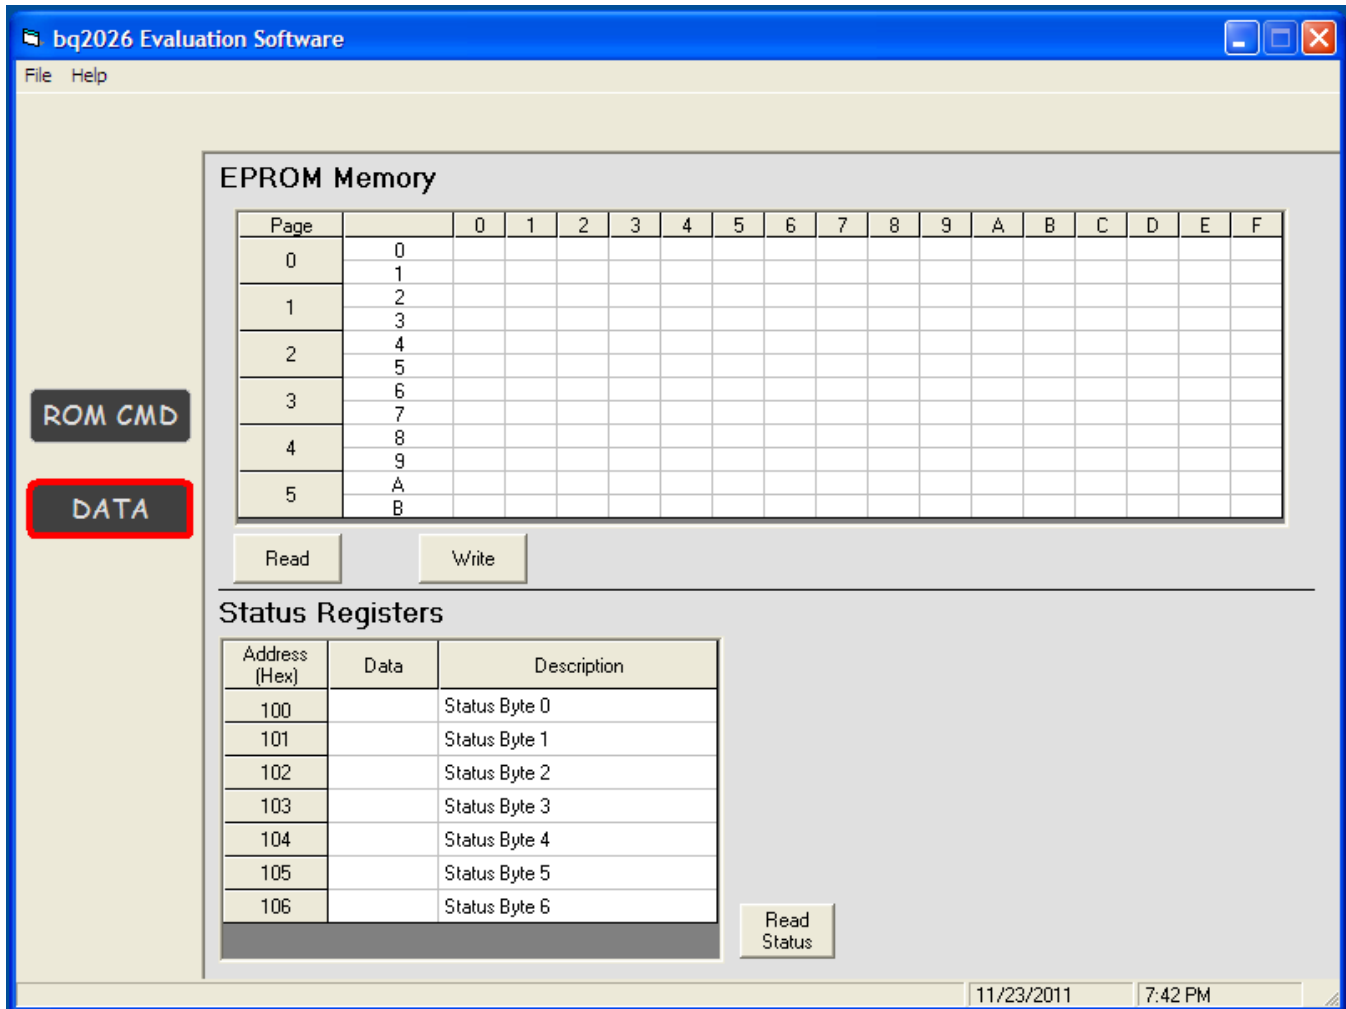 bq2026 Evaluation Software
File Help
EPROM Memory
Page 0 1 2 3 4 5 6 7 8 9 A B C D E F
0 0
1
1 2
3
2 4
5
3 6
7
4 8
9
5 A
B
ROM CMD
DATA
Read Write
Status Registers
Address (Hex) Data Description
100 Status Byte 0
101 Status Byte 1
102 Status Byte 2
103 Status Byte 3
104 Status Byte 4
105 Status Byte 5
106 Status Byte 6
Read
Status
11/23/2011 7:42 PM